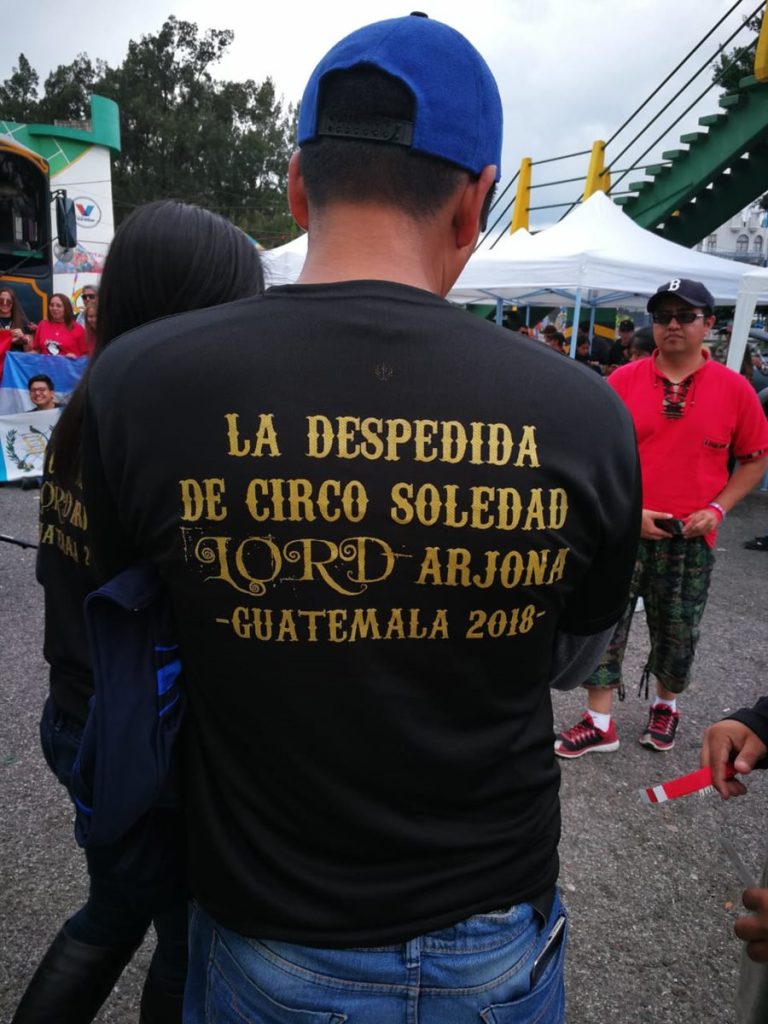 LA DESPEDIDA
DE CIRCO SOLEDAD
LORD ARJONA
-GUATEMALA 2018-
B